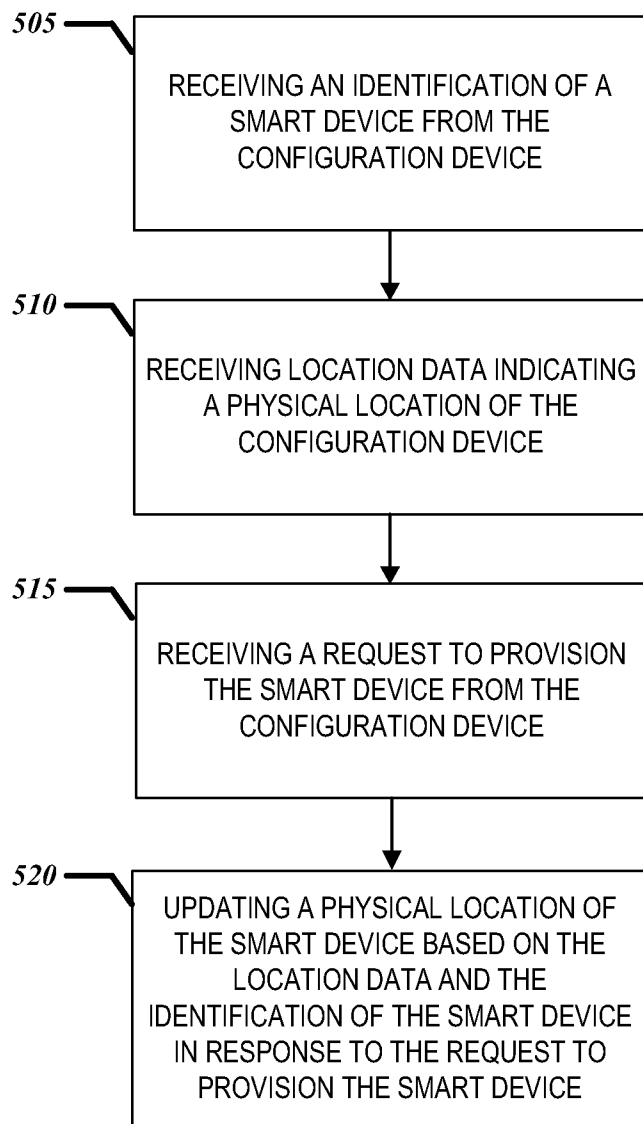 505
RECEIVING AN IDENTIFICATION OF A
SMART DEVICE FROM THE
CONFIGURATION DEVICE
510
RECEIVING LOCATION DATA INDICATING
A PHYSICAL LOCATION OF THE
CONFIGURATION DEVICE
515
RECEIVING A REQUEST TO PROVISION
THE SMART DEVICE FROM THE
CONFIGURATION DEVICE
520
UPDATING A PHYSICAL LOCATION OF
THE SMART DEVICE BASED ON THE
LOCATION DATA AND THE
IDENTIFICATION OF THE SMART DEVICE
IN RESPONSE TO THE REQUEST TO
PROVISION THE SMART DEVICE